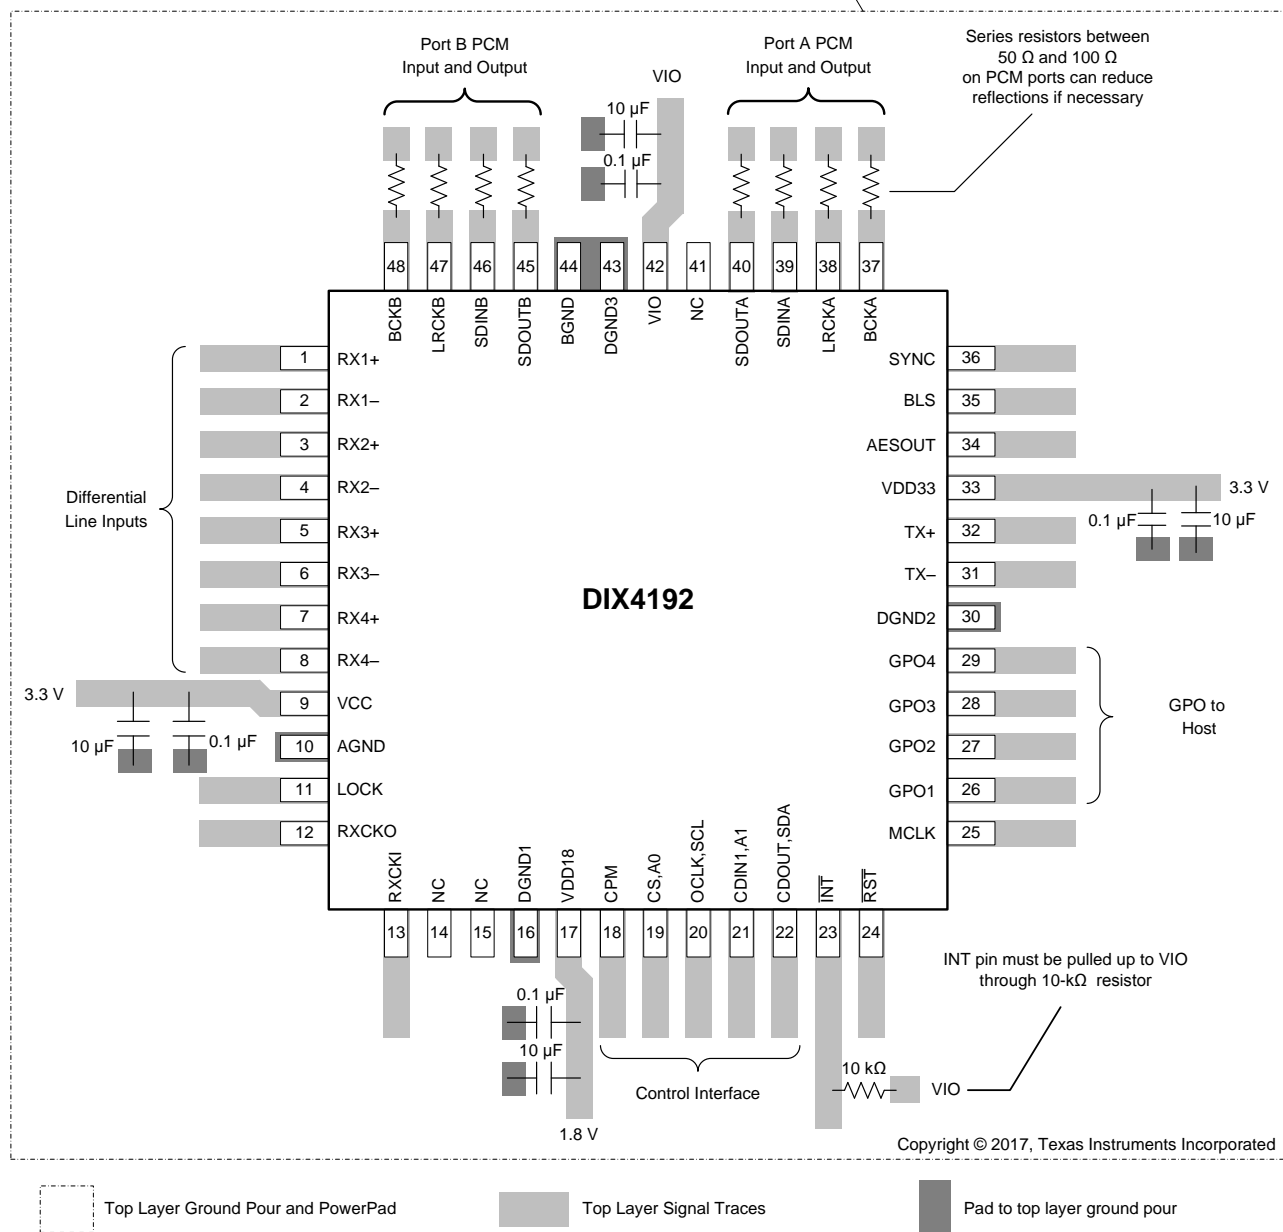 Port B PCM
Input and Output
Port A PCM
Input and Output
Series resistors between
50 Ω and 100 Ω
on PCM ports can reduce
reflections if necessary
VIO
10 µF
0.1 µF
48
47
46
45
44
43
42
41
40
39
38
37
BCKB
LRCKB
SDINB
SDOUTB
BGND
DGND3
VIO
NC
SDOUTA
SDINA
LRCKA
BCKA
Differential
Line Inputs
1 RX1+
2 RX1–
3 RX2+
4 RX2–
5 RX3+
6 RX3–
7 RX4+
8 RX4–
9 VCC
10 AGND
11 LOCK
12 RXCKO
3.3 V
10 µF
0.1 µF
DIX4192
SYNC 36
BLS 35
AESOUT 34
VDD33 33
TX+ 32
TX– 31
DGND2 30
GPO4 29
GPO3 28
GPO2 27
GPO1 26
MCLK 25
3.3 V
0.1 µF
10 µF
GPO to
Host
RXCKI
NC
NC
DGND1
VDD18
CPM
CS,A0
OCLK,SCL
CDIN1,A1
CDOUT,SDA
INT
RST
13
14
15
16
17
18
19
20
21
22
23
24
0.1 µF
10 µF
1.8 V
Control Interface
INT pin must be pulled up to VIO
through 10-kΩ resistor
10 kΩ
VIO
Copyright © 2017, Texas Instruments Incorporated
Top Layer Ground Pour and PowerPad
Top Layer Signal Traces
Pad to top layer ground pour